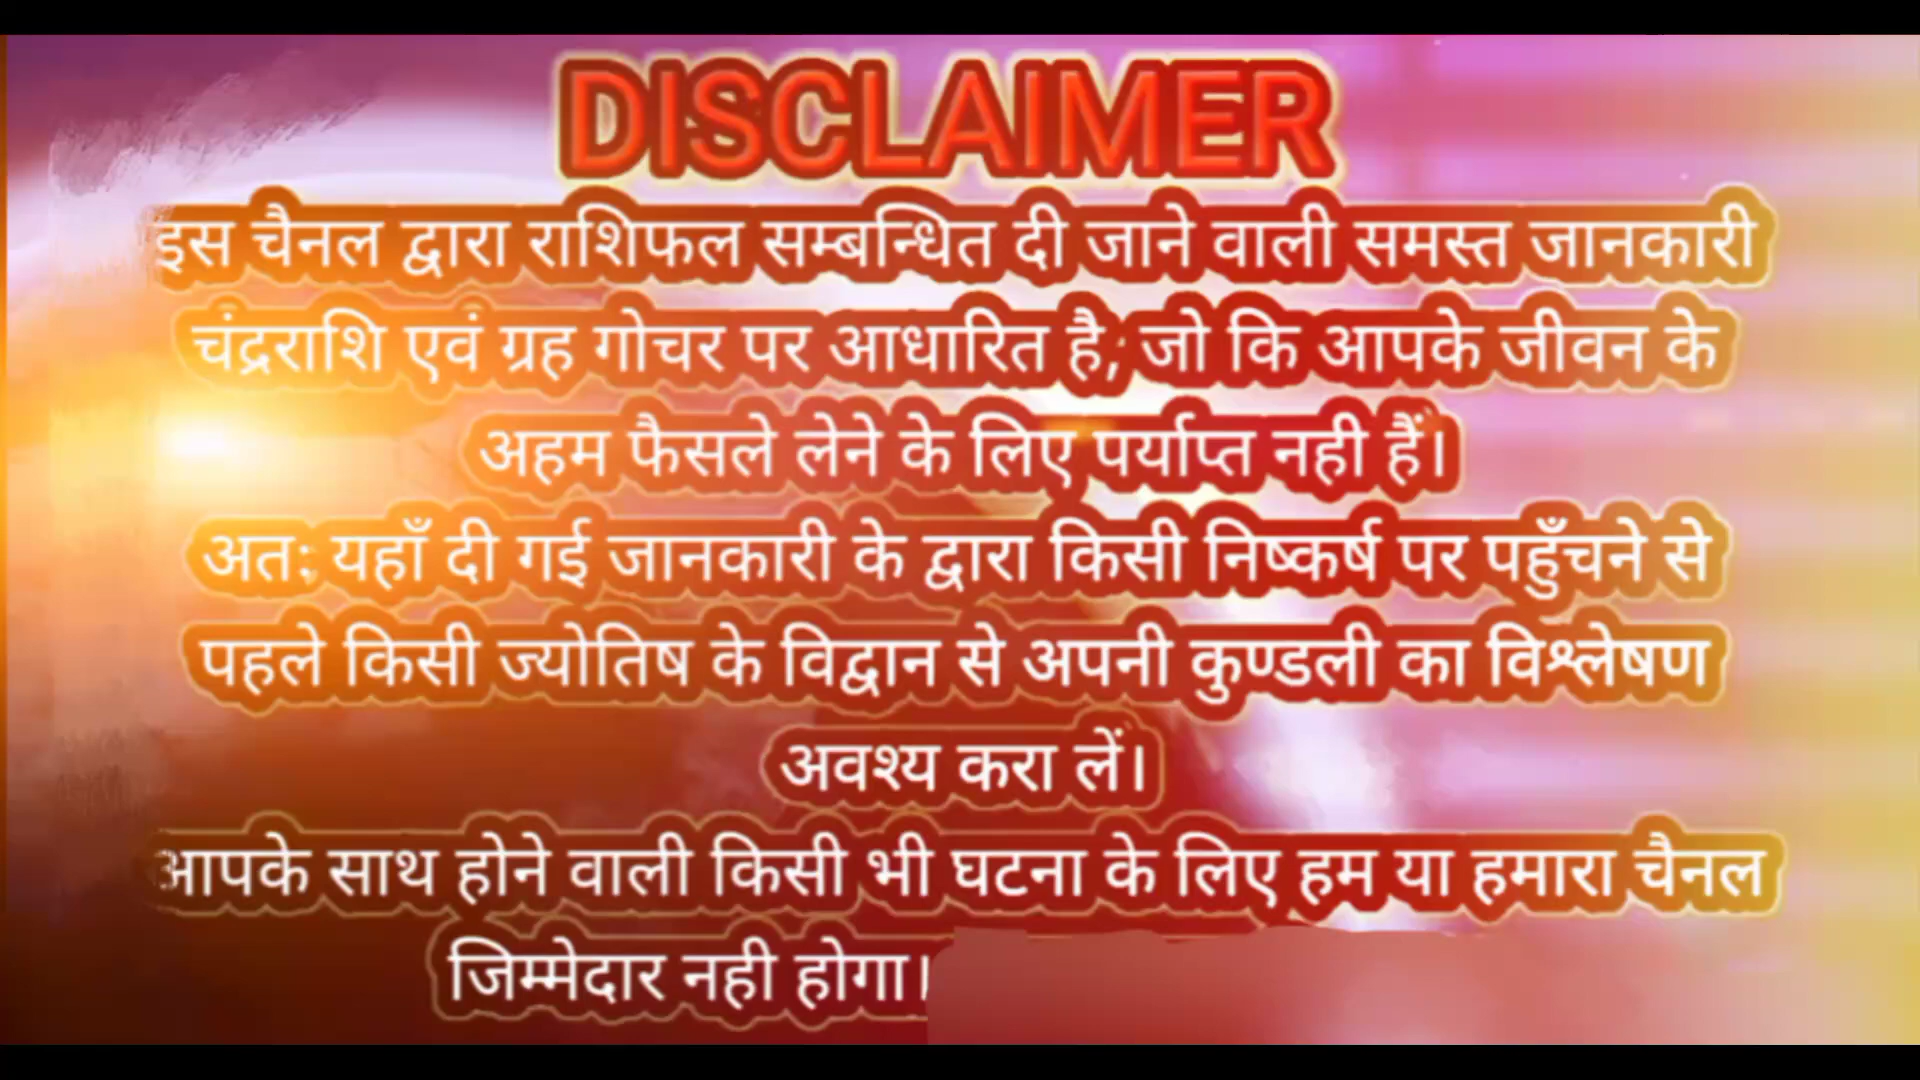 DISCLAIMER
इस चैनल द्वारा राशिफल सम्बन्धित दी जाने वाली समस्त जानकारी
चंद्रराशि एवं ग्रह गोचर पर आधारित है, जो कि आपके जीवन के
अहम फैसले लेने के लिए पर्याप्त नही हैं।
अतः यहाँ दी गई जानकारी के द्वारा किसी निष्कर्ष पर पहुँचने से
पहले किसी ज्योतिष के विद्वान से अपनी कुण्डली का विश्लेषण
अवश्य करा लें।
आपके साथ होने वाली किसी भी घटना के लिए हम या हमारा चैनल
जिम्मेदार नही होगा।